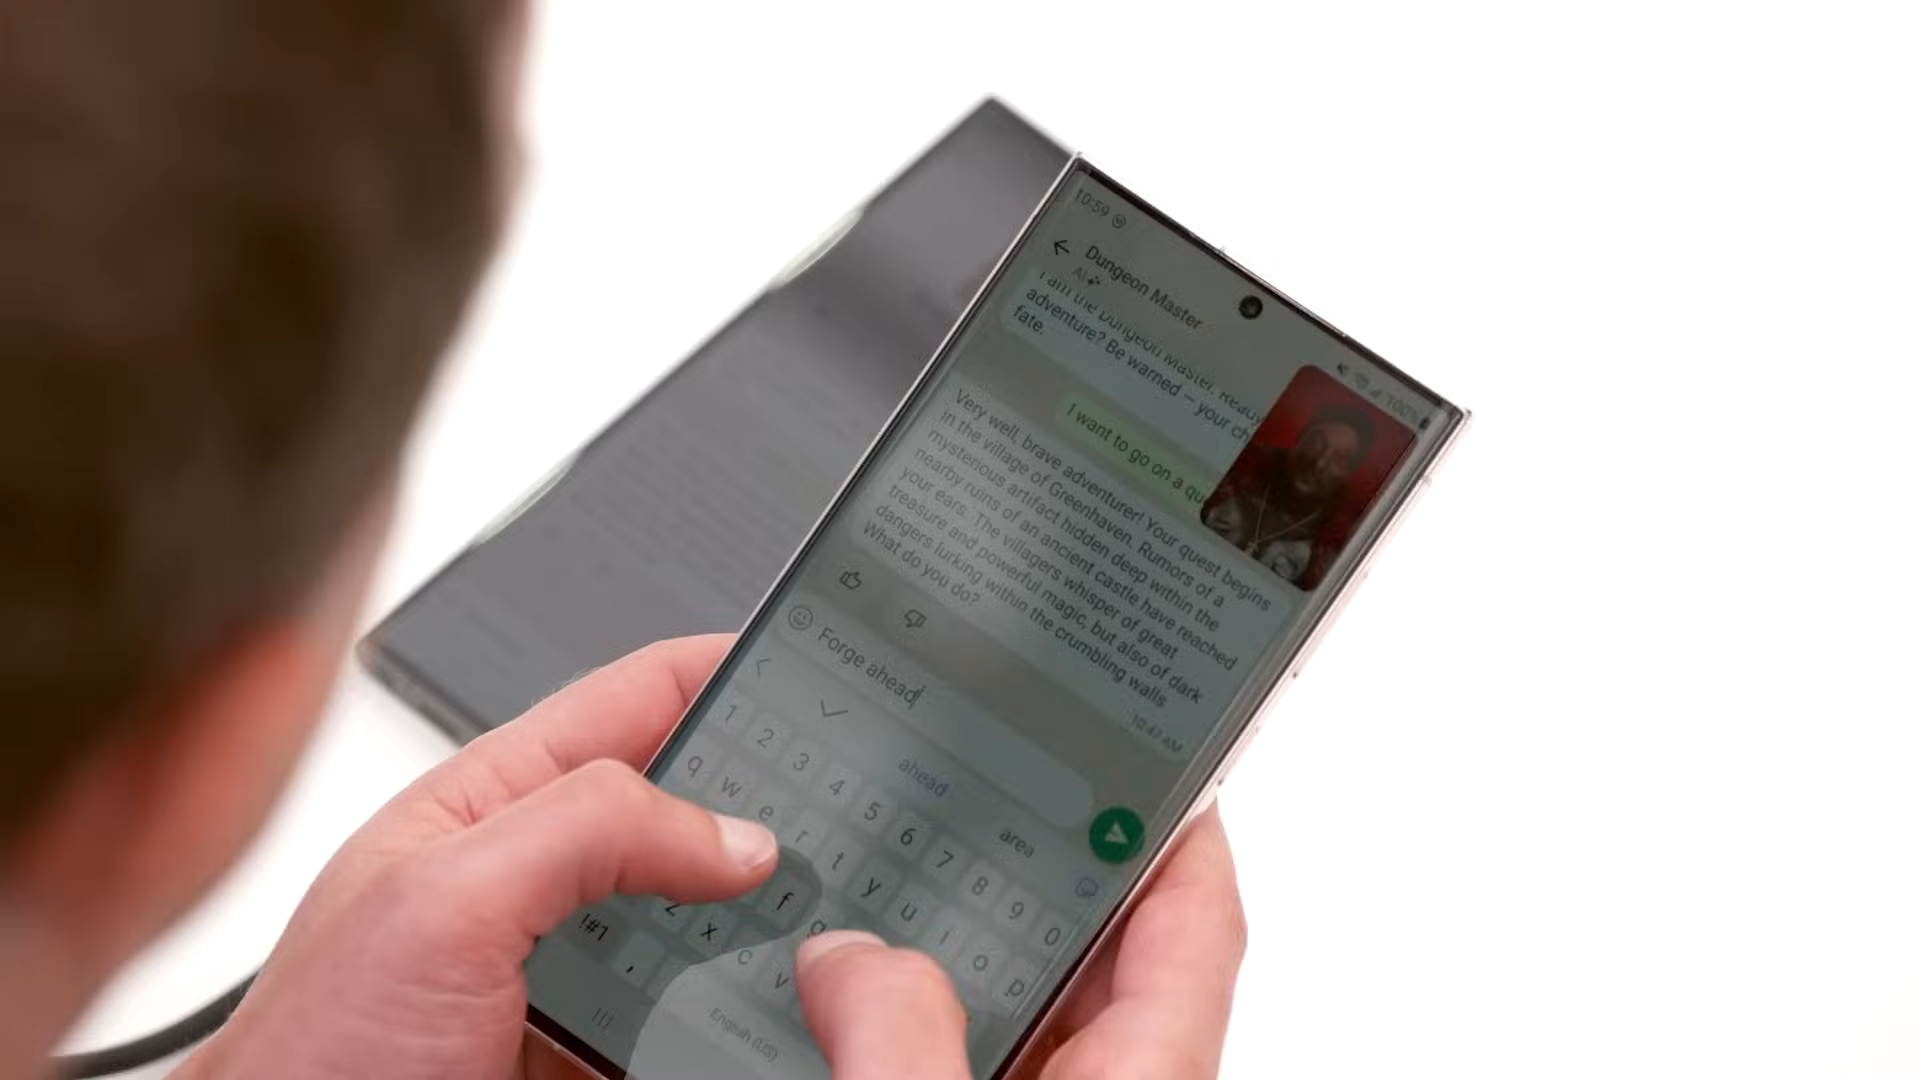 10:59
Dungeon Master
AI
I am the Dungeon Master. Ready
adventure? Be warned – your ch
fate.
I want to go on a qu
Very well, brave adventurer! Your quest begins
in the village of Greenhaven. Rumors of a
mysterious artifact hidden deep within the
nearby ruins of an ancient castle have reached
your ears. The villagers whisper of great
treasure and powerful magic, but also of dark
dangers lurking within the crumbling walls.
What do you do?
10:47 AM
Forge ahead
ahead
area
1 2 3 4 5 6 7 8 9 0
q w e r t y u i o p
f g
!#1 z x c v
,
English (US)
100%